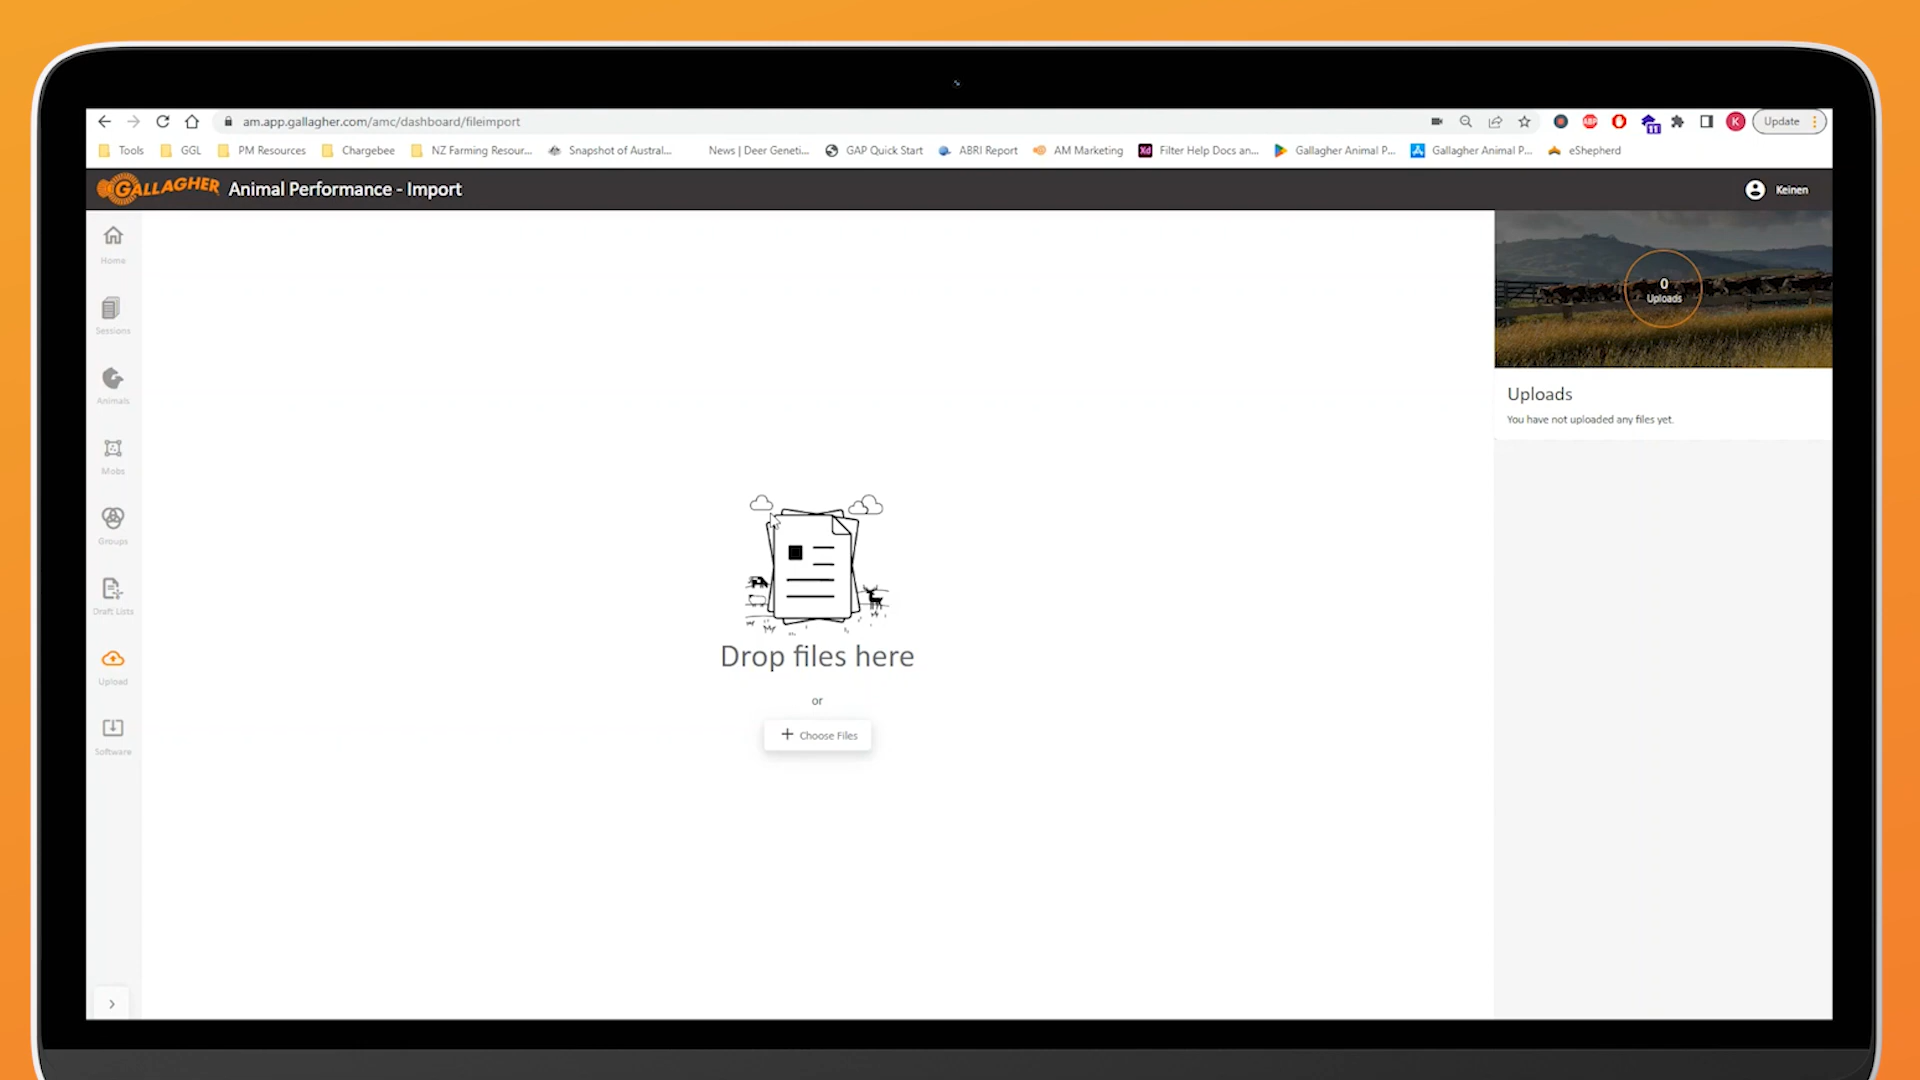 am.app.gallagher.com/amc/dashboard/fileimport
ABP
11
K
Update
Tools
GGL
PM Resources
Chargebee
NZ Farming Resour...
Snapshot of Austral...
News | Deer Geneti...
GAP Quick Start
ABRI Report
AM Marketing
Xd
Filter Help Docs an...
Gallagher Animal P...
Gallagher Animal P...
eShepherd
GALLAGHER
Animal Performance - Import
Keinen
Home
Sessions
Animals
Mobs
Groups
Draft Lists
Upload
Software
Drop files here
or
+ Choose Files
0
Uploads
Uploads
You have not uploaded any files yet.